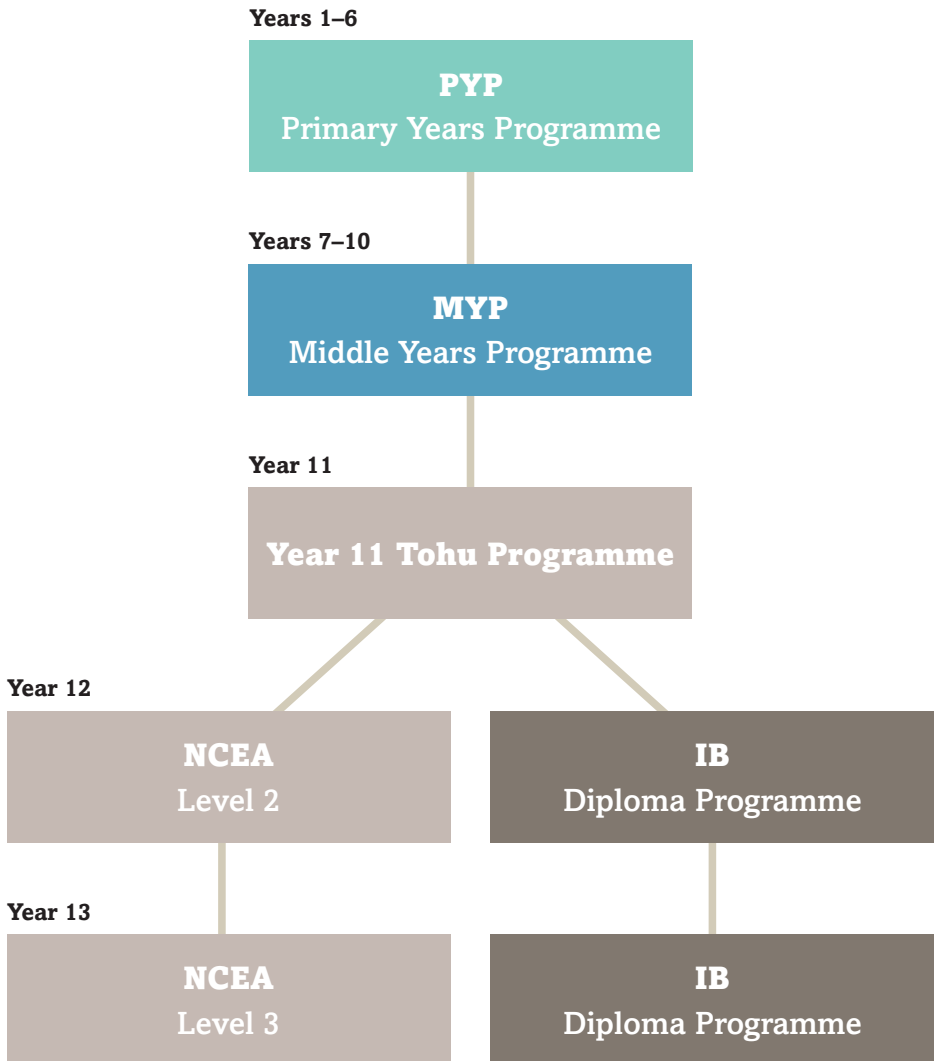 Years 1–6
PYP
Primary Years Programme
Years 7–10
MYP
Middle Years Programme
Year 11
Year 11 Tohu Programme
Year 12
NCEA
Level 2
IB
Diploma Programme
Year 13
NCEA
Level 3
IB
Diploma Programme